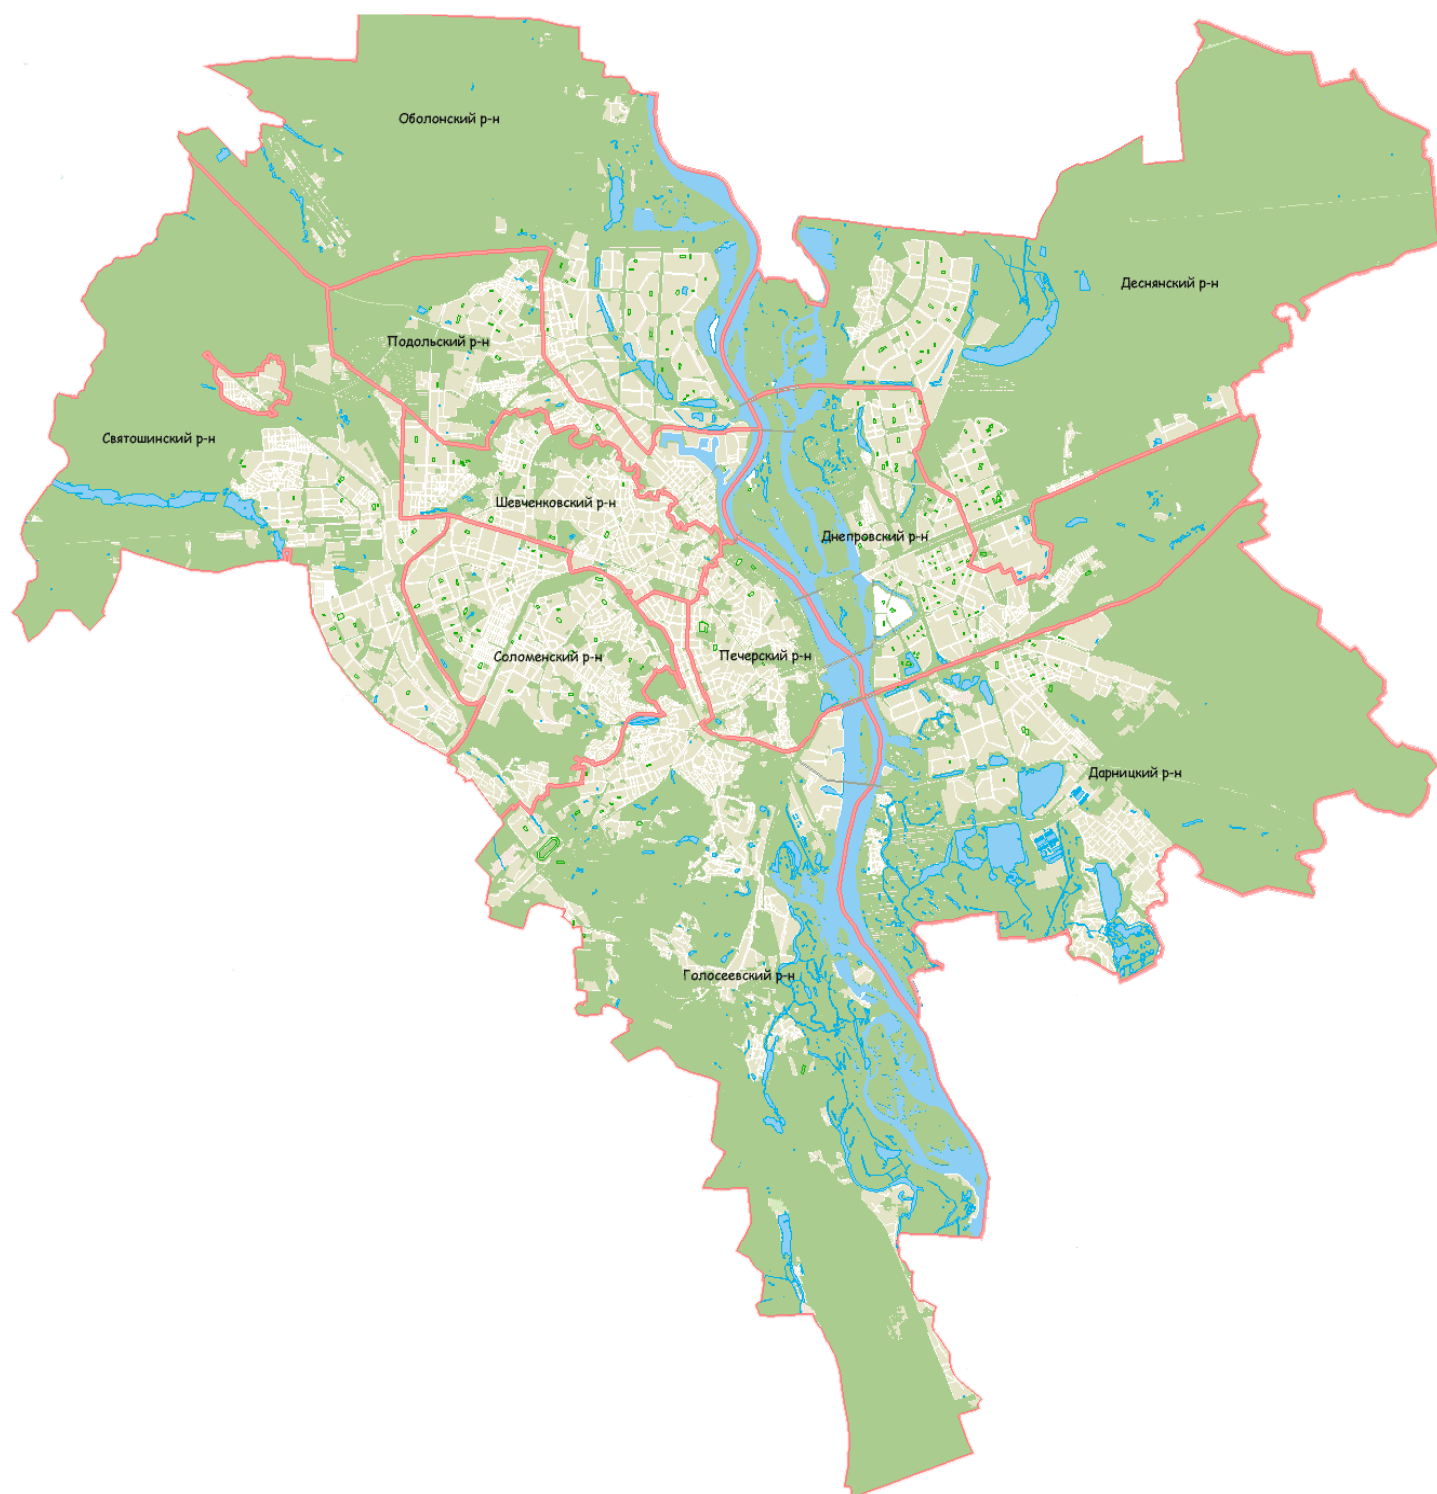 Оболонский р-н
Деснянский р-н
Подольский р-н
Святошинский р-н
Шевченковский р-н
Днепровский р-н
Соломенский р-н
Печерский р-н
Дарницкий р-н
Голосеевский р-н